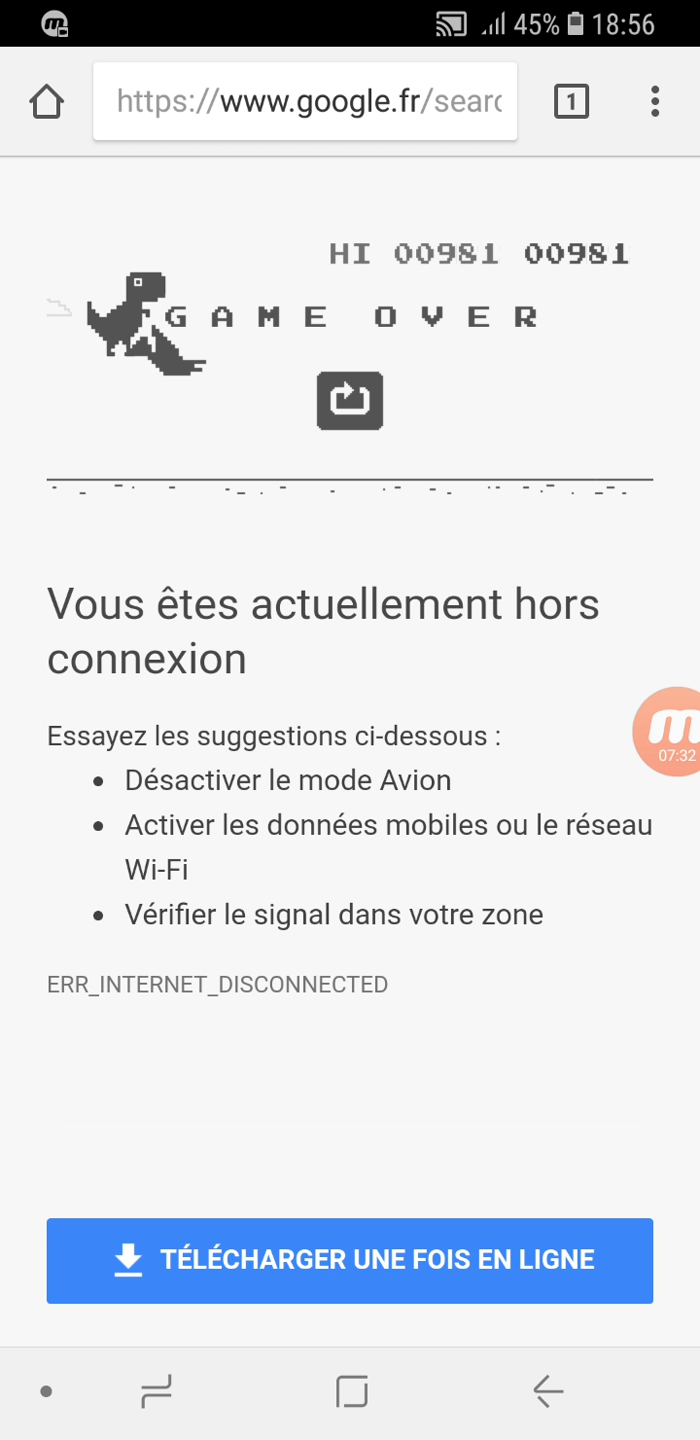 45% 18:56
https://www.google.fr/searc
1
HI 00981 00981
GAME OVER
Vous êtes actuellement hors
connexion
Essayez les suggestions ci-dessous :
• Désactiver le mode Avion
• Activer les données mobiles ou le réseau
Wi-Fi
• Vérifier le signal dans votre zone
07:32
ERR_INTERNET_DISCONNECTED
TÉLÉCHARGER UNE FOIS EN LIGNE